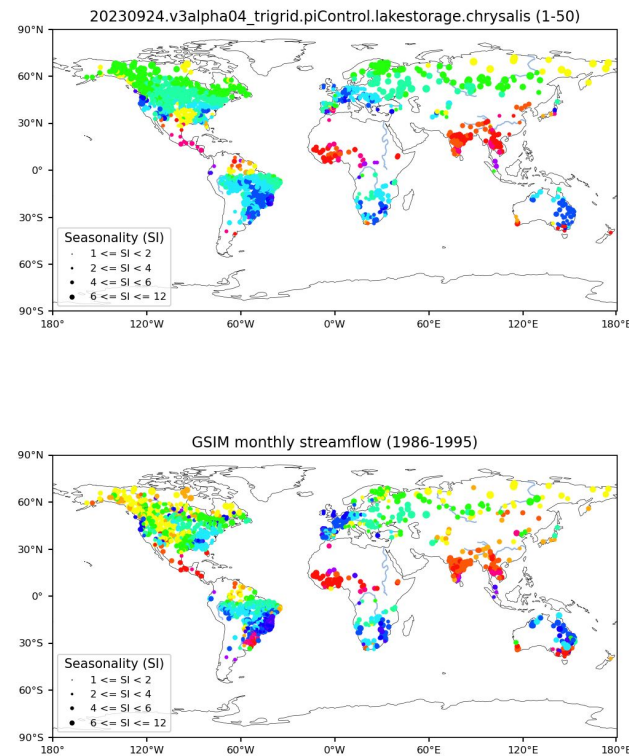 20230924.v3alpha04_trigrid.piControl.lakestorage.chrysalis (1-50)
90°N
60°N
30°N
0°
30°S
60°S
90°S
Seasonality (SI)
1 <= SI < 2
2 <= SI < 4
4 <= SI < 6
6 <= SI <= 12
180° 120°W 60°W 0°W 60°E 120°E 180°
GSIM monthly streamflow (1986-1995)
90°N
60°N
30°N
0°
30°S
60°S
90°S
Seasonality (SI)
1 <= SI < 2
2 <= SI < 4
4 <= SI < 6
6 <= SI <= 12
180° 120°W 60°W 0°W 60°E 120°E 180°